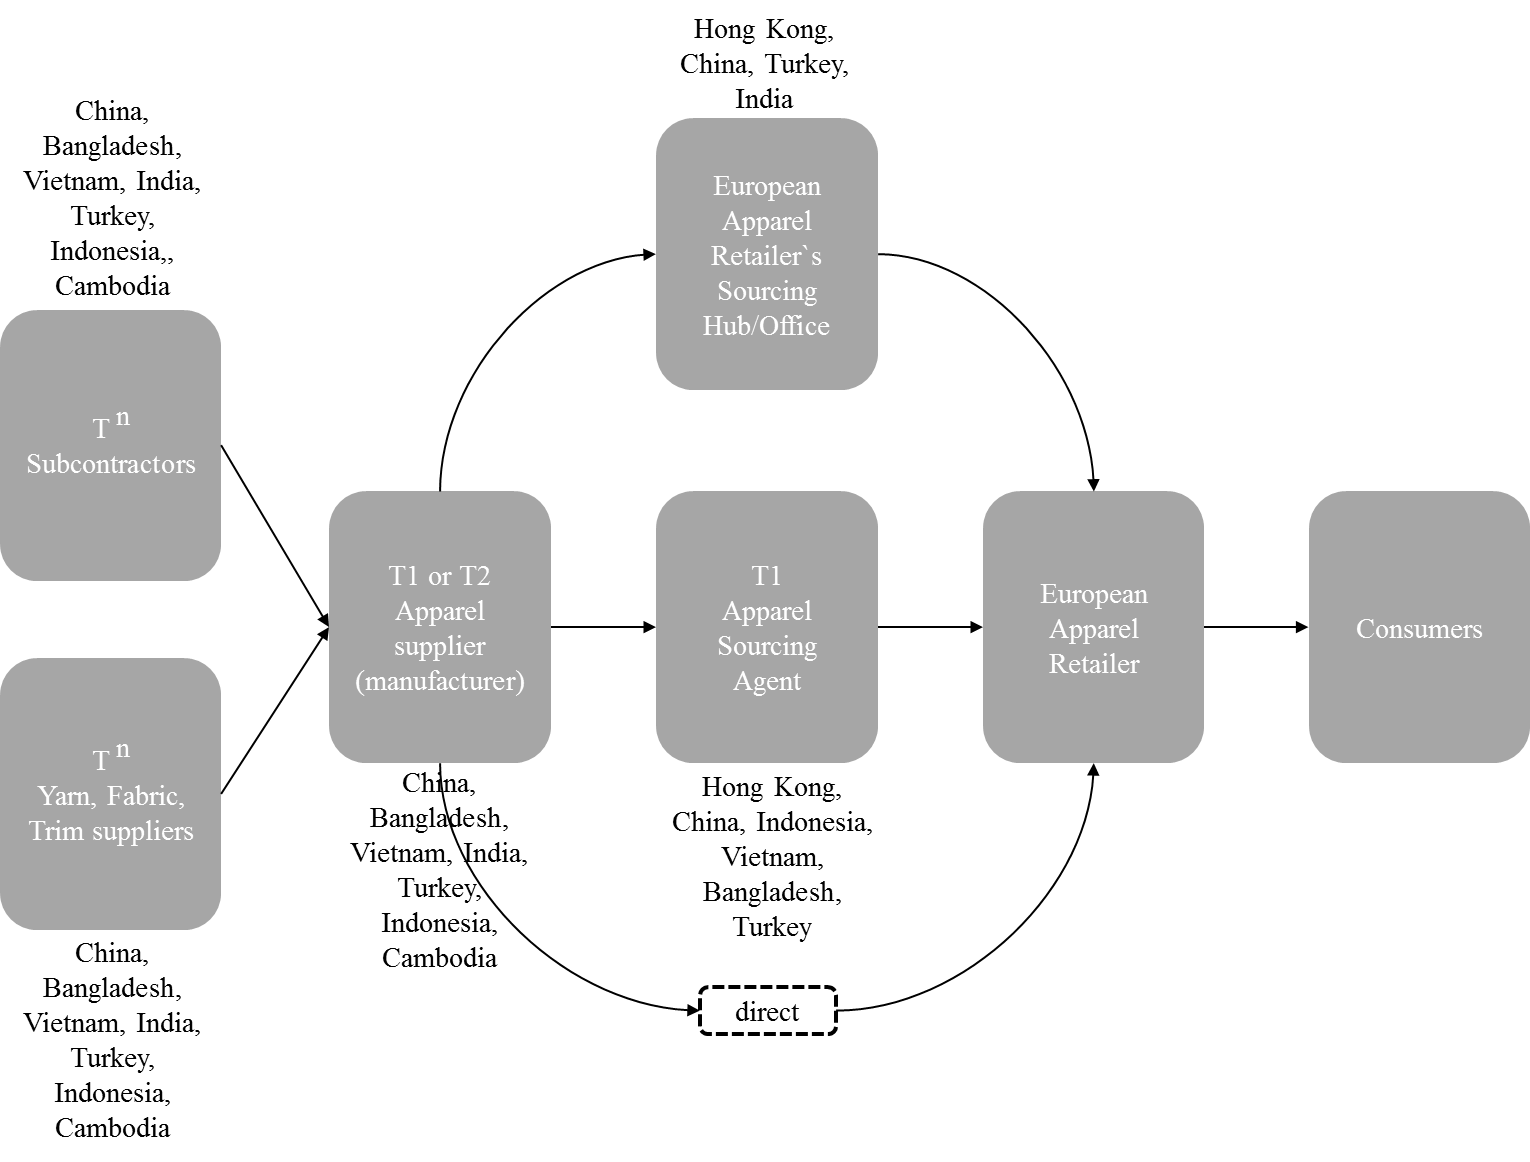 Hong Kong,
China, Turkey,
India
China,
Bangladesh,
Vietnam, India,
Turkey,
Indonesia,,
Cambodia
European
Apparel
Retailer`s
Sourcing
Hub/Office
T n
Subcontractors
T1 or T2
Apparel
supplier
(manufacturer)
T1
Apparel
Sourcing
Agent
European
Apparel
Retailer
Consumers
T n
Yarn, Fabric,
Trim suppliers
China,
Bangladesh,
Vietnam, India,
Turkey,
Indonesia,
Cambodia
Hong Kong,
China, Indonesia,
Vietnam,
Bangladesh,
Turkey
China,
Bangladesh,
Vietnam, India,
Turkey,
Indonesia,
Cambodia
direct